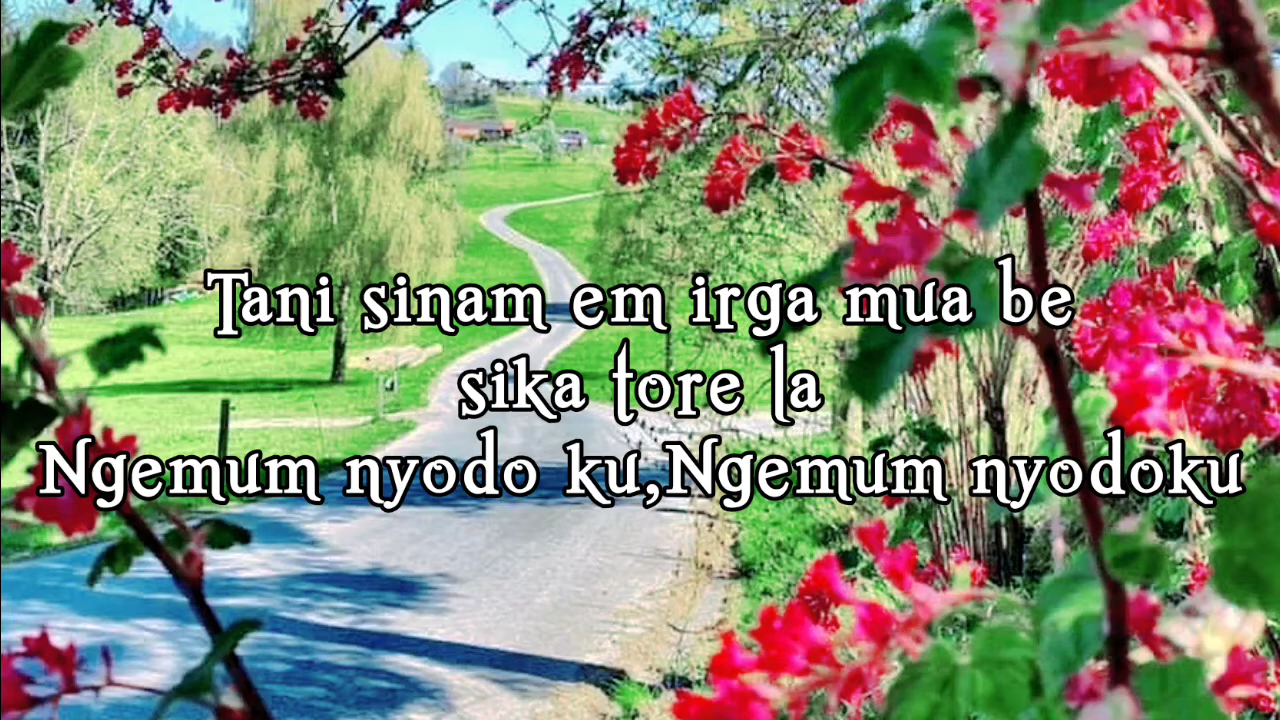 Tani sinam em irga mua be
sika tore la
Ngemum nyodo ku,Ngemum nyodoku